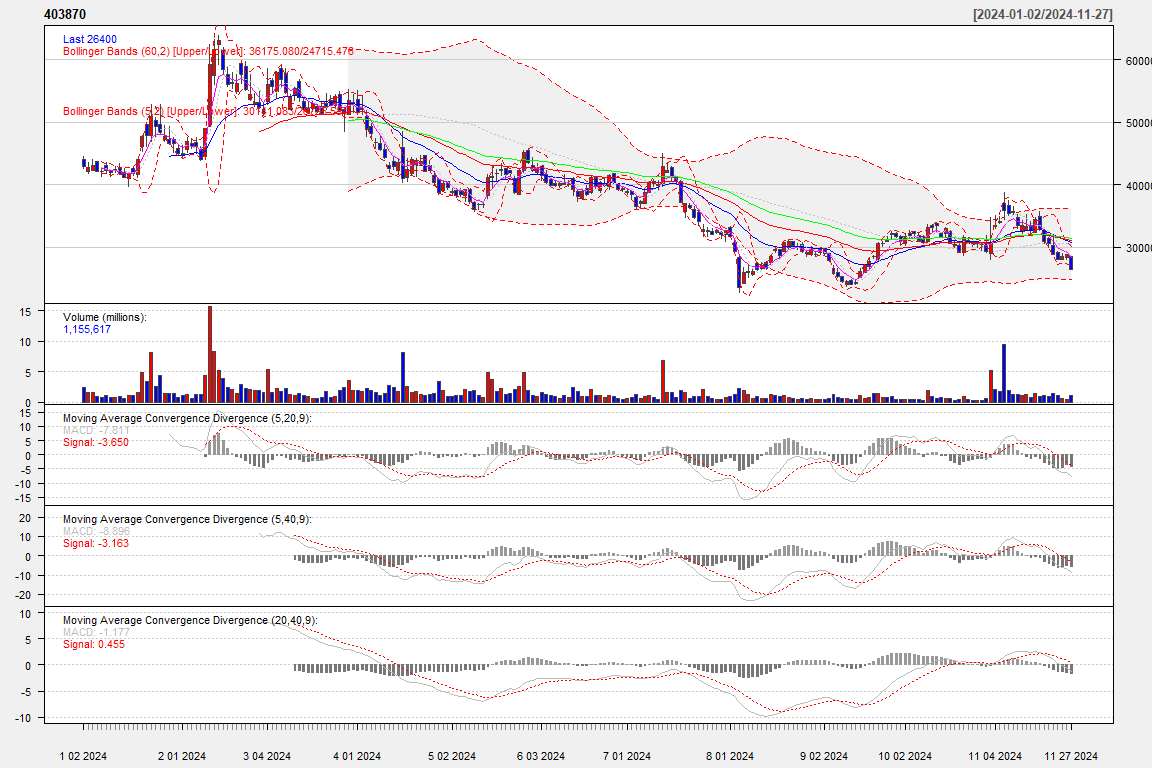 403870 [2024-01-02/2024-11-27]
Last 26400
Bollinger Bands (60,2) [Upper/Lower]: 36175.080/24715.476
Bollinger Bands (5,2) [Upper/Lower]:
60000
50000
40000
30000
Volume (millions):
1,155,617
15
10
5
0
Moving Average Convergence Divergence (5,20,9):
MACD: -7.811
Signal: -3.650
15
10
5
0
-5
-10
-15
Moving Average Convergence Divergence (5,40,9):
MACD: -8.896
Signal: -3.163
20
10
0
-10
-20
Moving Average Convergence Divergence (20,40,9):
MACD: -1.177
Signal: 0.455
10
5
0
-5
-10
1 02 2024 2 01 2024 3 04 2024 4 01 2024 5 02 2024 6 03 2024 7 01 2024 8 01 2024 9 02 2024 10 02 2024 11 04 2024 11 27 2024